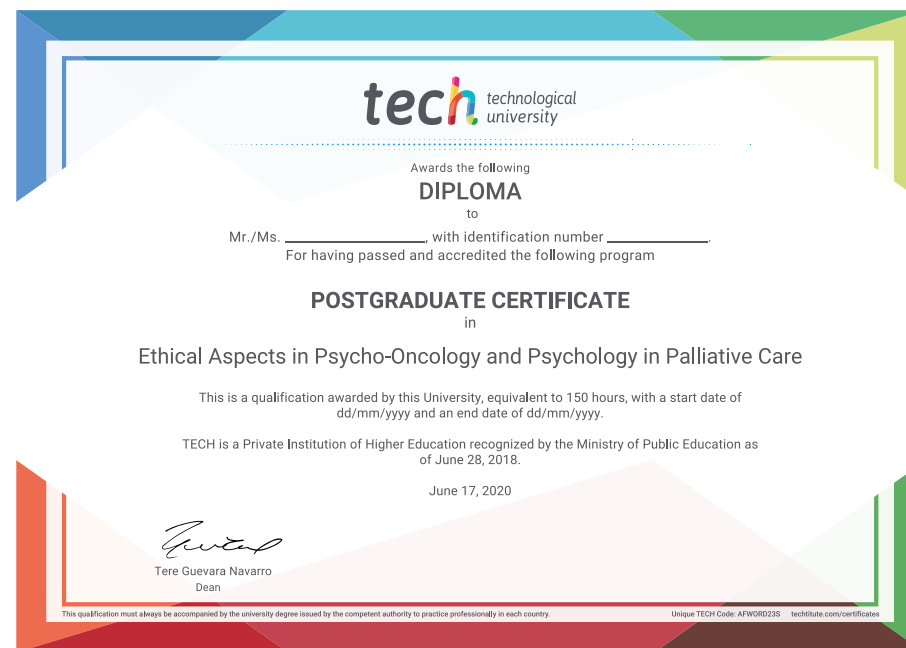 tech technological
university
Awards the following
DIPLOMA
to
Mr./Ms. ____________________, with identification number ______________.
For having passed and accredited the following program
POSTGRADUATE CERTIFICATE
in
Ethical Aspects in Psycho-Oncology and Psychology in Palliative Care
This is a qualification awarded by this University, equivalent to 150 hours, with a start date of
dd/mm/yyyy and an end date of dd/mm/yyyy.
TECH is a Private Institution of Higher Education recognized by the Ministry of Public Education as
of June 28, 2018.
June 17, 2020
Tere Guevara Navarro
Dean
This qualification must always be accompanied by the university degree issued by the competent authority to practice professionally in each country. Unique TECH Code: AFWORD23S techtitute.com/certificates